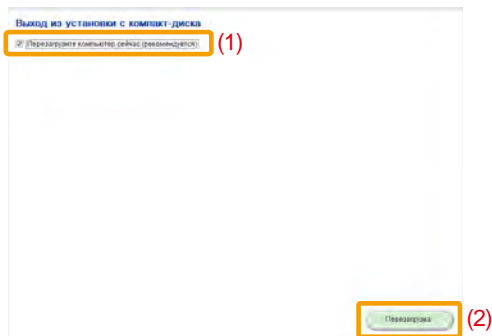 Выход из установки с компакт-диска
Перезагрузите компьютер сейчас (рекомендуется)
(1)
Перезагрузка
(2)